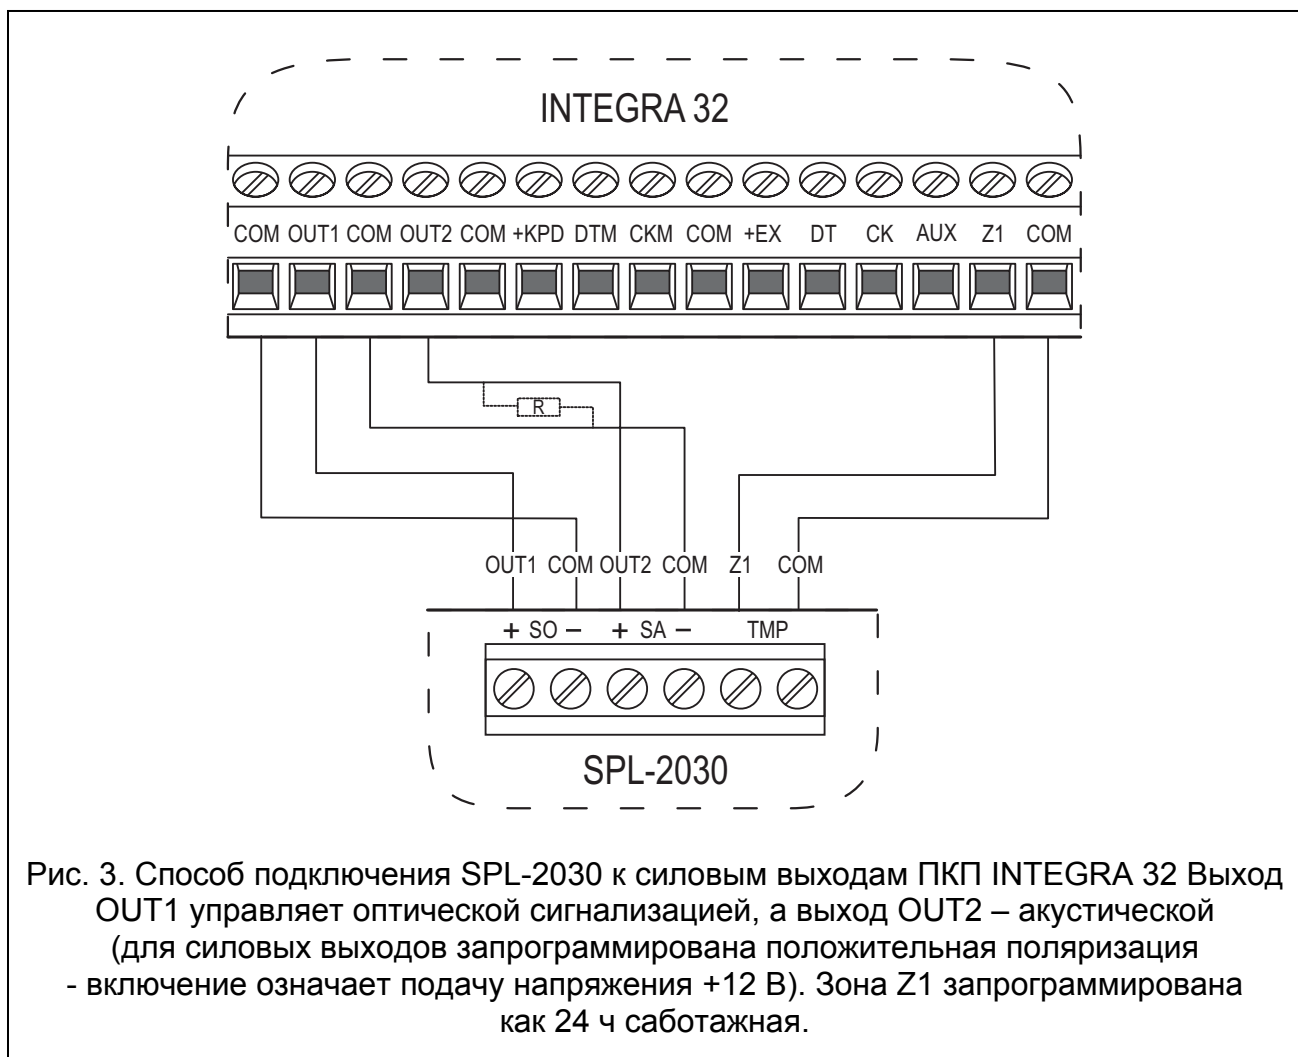 INTEGRA 32
COM OUT1 COM OUT2 COM +KPD DTM CKM COM +EX DT CK AUX Z1 COM
R
OUT1 COM OUT2 COM Z1 COM
+ SO − + SA − TMP
SPL-2030
Рис. 3. Способ подключения SPL-2030 к силовым выходам ПКП INTEGRA 32 Выход
OUT1 управляет оптической сигнализацией, а выход OUT2 – акустической
(для силовых выходов запрограммирована положительная поляризация
- включение означает подачу напряжения +12 В). Зона Z1 запрограммирована
как 24 ч саботажная.